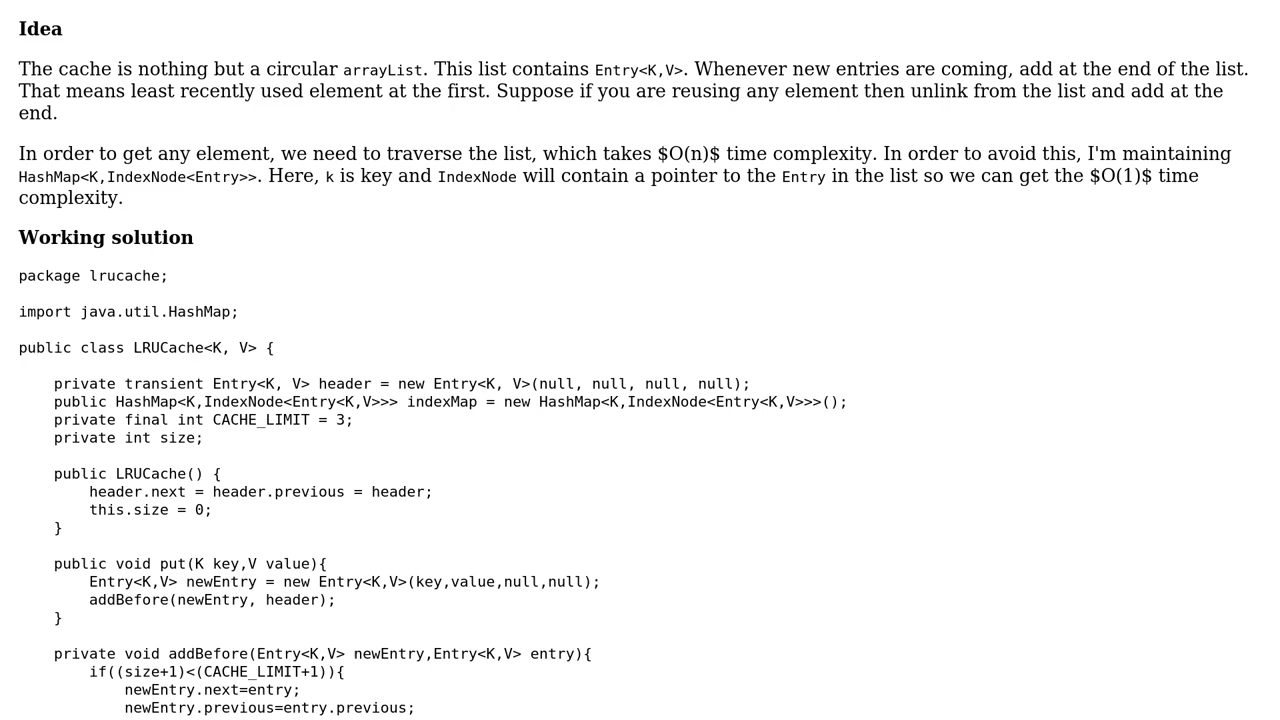 Idea
The cache is nothing but a circular arrayList. This list contains Entry<K,V>. Whenever new entries are coming, add at the end of the list.
That means least recently used element at the first. Suppose if you are reusing any element then unlink from the list and add at the
end.
In order to get any element, we need to traverse the list, which takes $O(n)$ time complexity. In order to avoid this, I'm maintaining
HashMap<K,IndexNode<Entry>>. Here, k is key and IndexNode will contain a pointer to the Entry in the list so we can get the $O(1)$ time
complexity.
Working solution
package lrucache;
import java.util.HashMap;
public class LRUCache<K, V> {
    private transient Entry<K, V> header = new Entry<K, V>(null, null, null, null);
    public HashMap<K,IndexNode<Entry<K,V>>> indexMap = new HashMap<K,IndexNode<Entry<K,V>>>();
    private final int CACHE_LIMIT = 3;
    private int size;
    public LRUCache() {
        header.next = header.previous = header;
        this.size = 0;
    }
    public void put(K key,V value){
        Entry<K,V> newEntry = new Entry<K,V>(key,value,null,null);
        addBefore(newEntry, header);
    }
    private void addBefore(Entry<K,V> newEntry,Entry<K,V> entry){
        if((size+1)<(CACHE_LIMIT+1)){
            newEntry.next=entry;
            newEntry.previous=entry.previous;